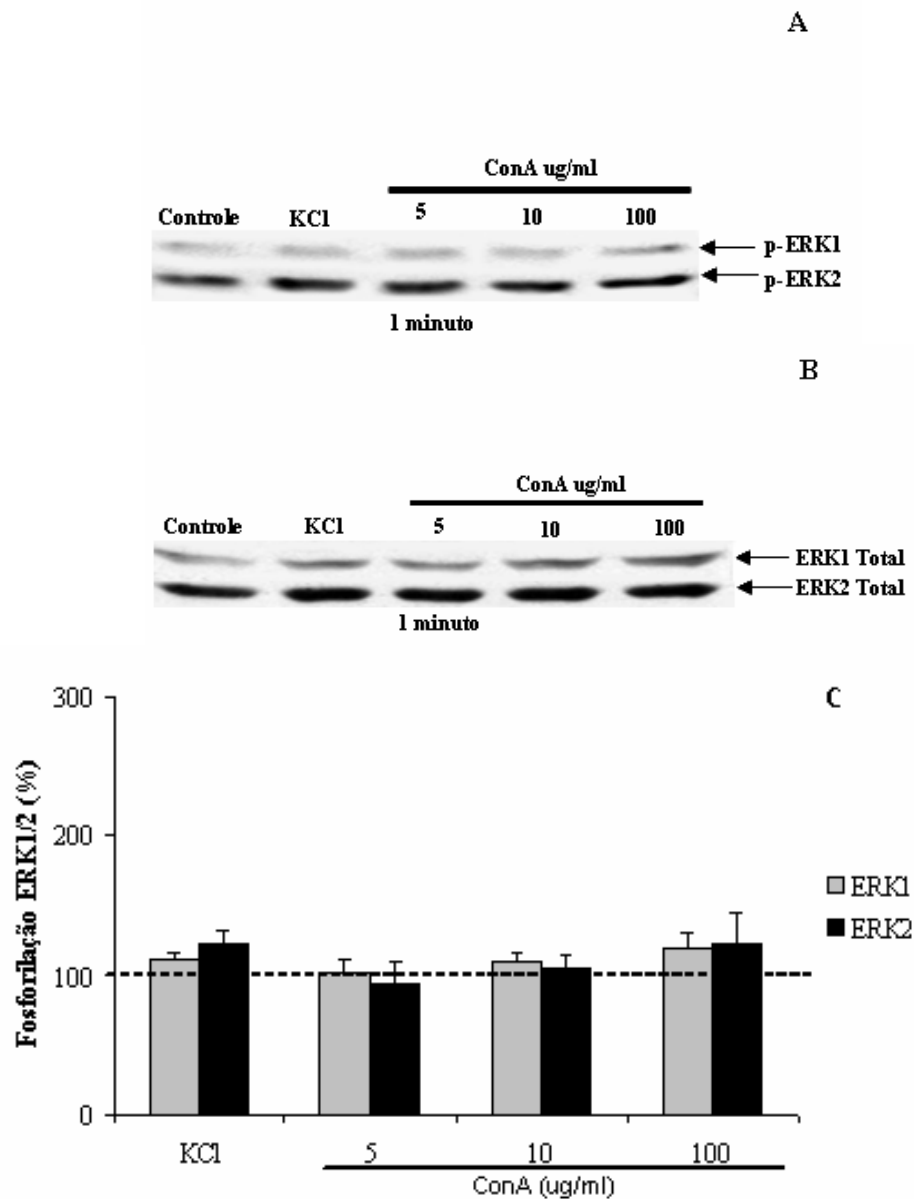 A
ConA ug/ml
Controle KCl 5 10 100
p-ERK1
p-ERK2
1 minuto
B
ConA ug/ml
Controle KCl 5 10 100
ERK1 Total
ERK2 Total
1 minuto
C
Fosforilação ERK1/2 (%)
300
200
100
0
ERK1
ERK2
KCl 5 10 100
ConA (ug/ml)